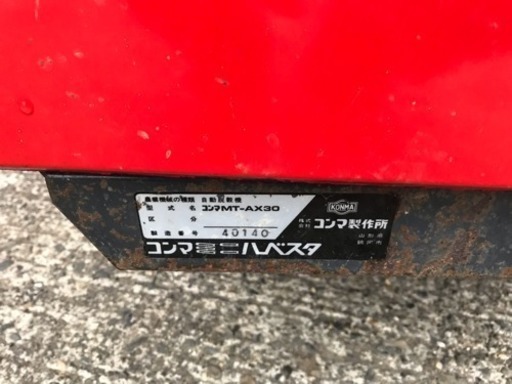 農機機械の種類 自動脱穀機
型式名 コンマMT-AX30
区分
製造番号 40140
コンマミニハベスタ
KONMA
株式会社 コンマ製作所
山形県